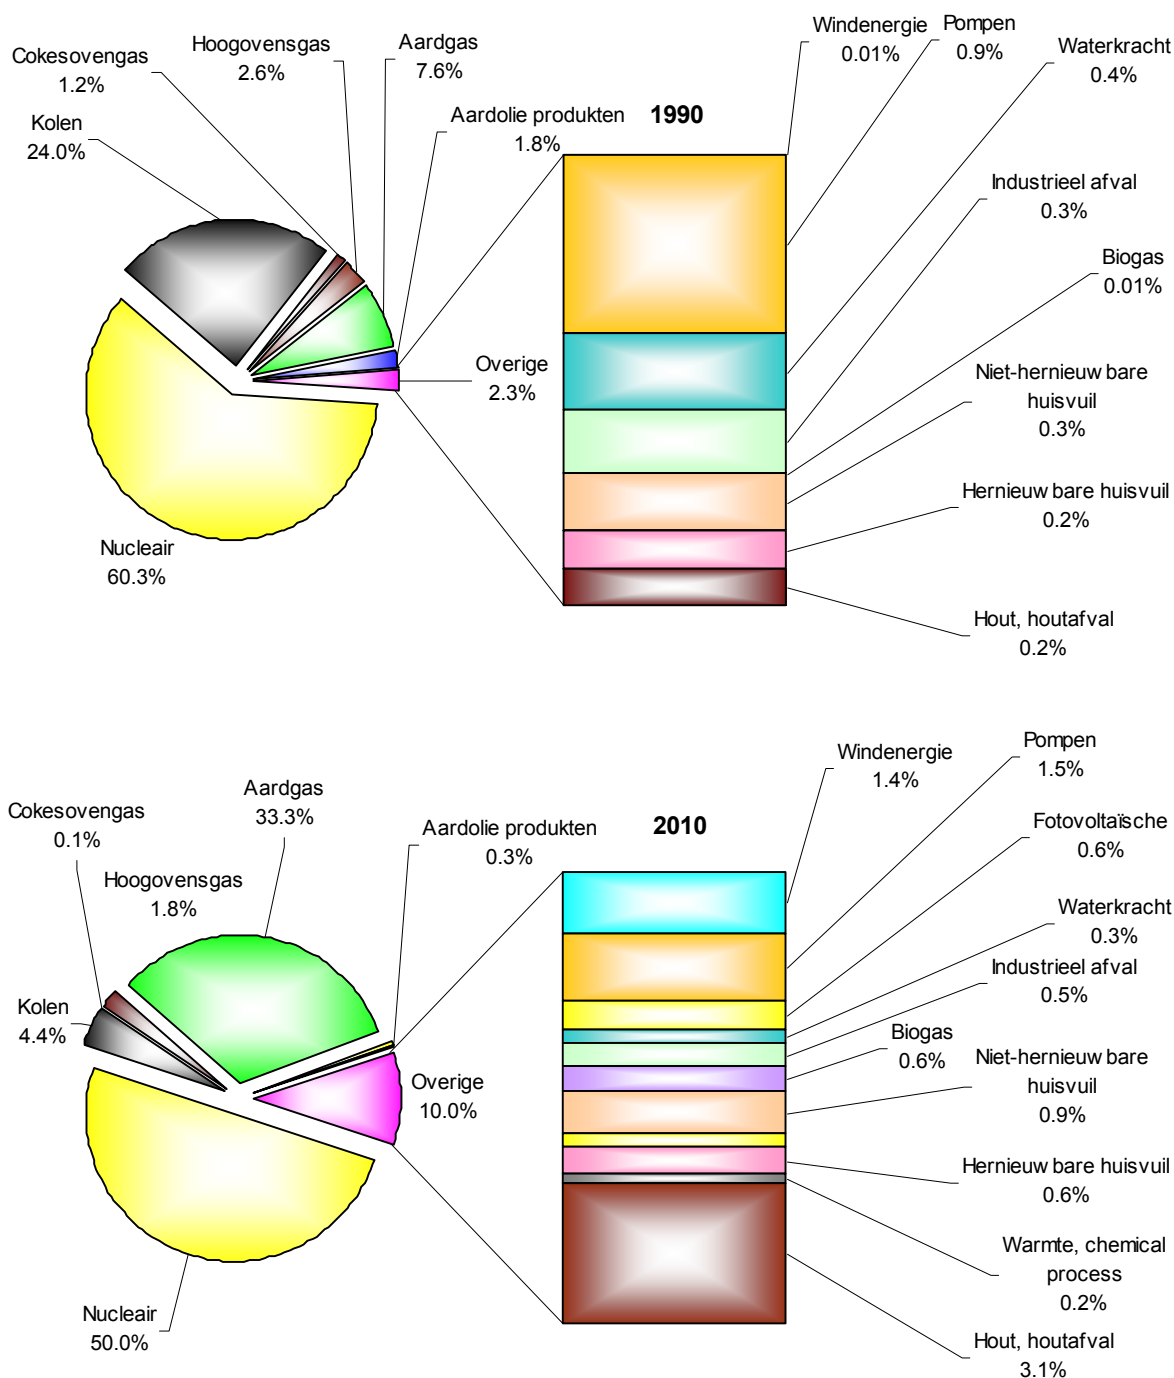 Windenergie
0.01%
Pompen
0.9%
Waterkracht
0.4%
Hoogovensgas
2.6%
Aardgas
7.6%
Cokesovengas
1.2%
Kolen
24.0%
Aardolie produkten
1.8%
1990
Industrieel afval
0.3%
Biogas
0.01%
Overige
2.3%
Niet-hernieuw bare
huisvuil
0.3%
Hernieuw bare huisvuil
0.2%
Nucleair
60.3%
Hout, houtafval
0.2%
Windenergie
1.4%
Pompen
1.5%
Aardgas
33.3%
Cokesovengas
0.1%
Aardolie produkten
0.3%
2010
Fotovoltaïsche
0.6%
Hoogovensgas
1.8%
Waterkracht
0.3%
Industrieel afval
0.5%
Kolen
4.4%
Biogas
0.6%
Niet-hernieuw bare
huisvuil
0.9%
Overige
10.0%
Hernieuw bare huisvuil
0.6%
Warmte, chemical
process
0.2%
Nucleair
50.0%
Hout, houtafval
3.1%